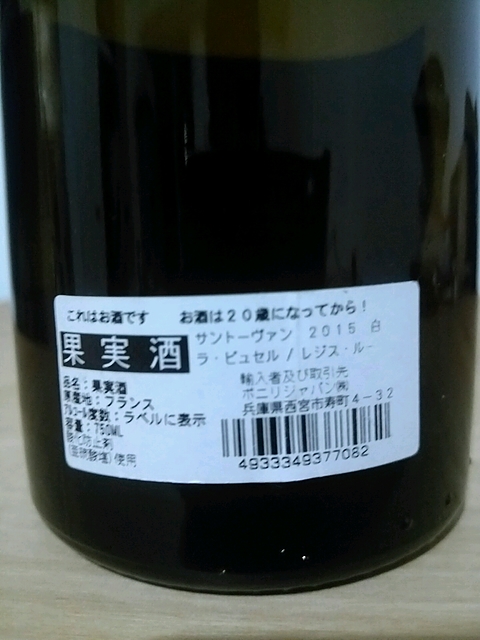 これはお酒です お酒は20歳になってから!
果実酒
サントーヴァン 2015 白
ラ・ピュセル / レジス・ルー
品名:果実酒
原産地:フランス
アルコール度数:ラベルに表示
容量:750ML
酸化防止剤
(亜硫酸塩)使用
輸入者及び取引先
ボニリジャパン㈱
兵庫県西宮市寿町4-32
4933349377082